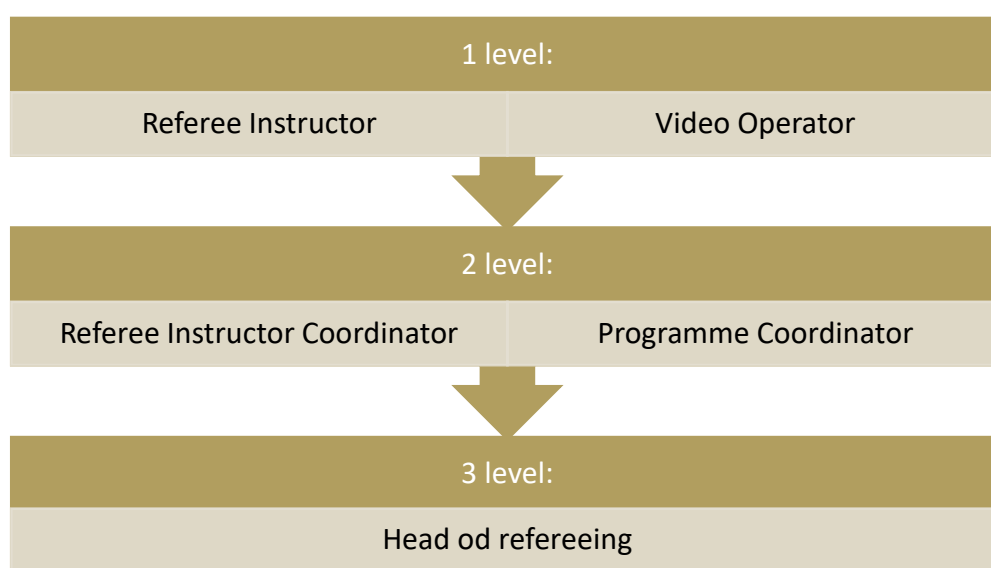 1 level:
Referee Instructor
Video Operator
2 level:
Referee Instructor Coordinator
Programme Coordinator
3 level:
Head od refereeing